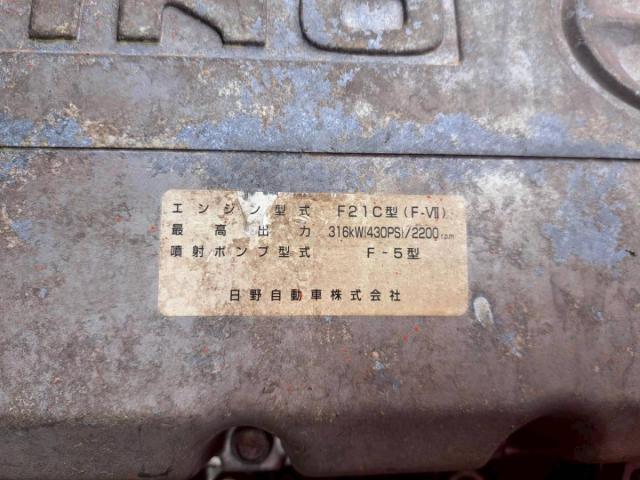 INO
エンジン型式 F21C型(F-Ⅶ)
最高出力 316kW(430PS)/2200rpm
噴射ポンプ型式 F-5型
日野自動車株式会社